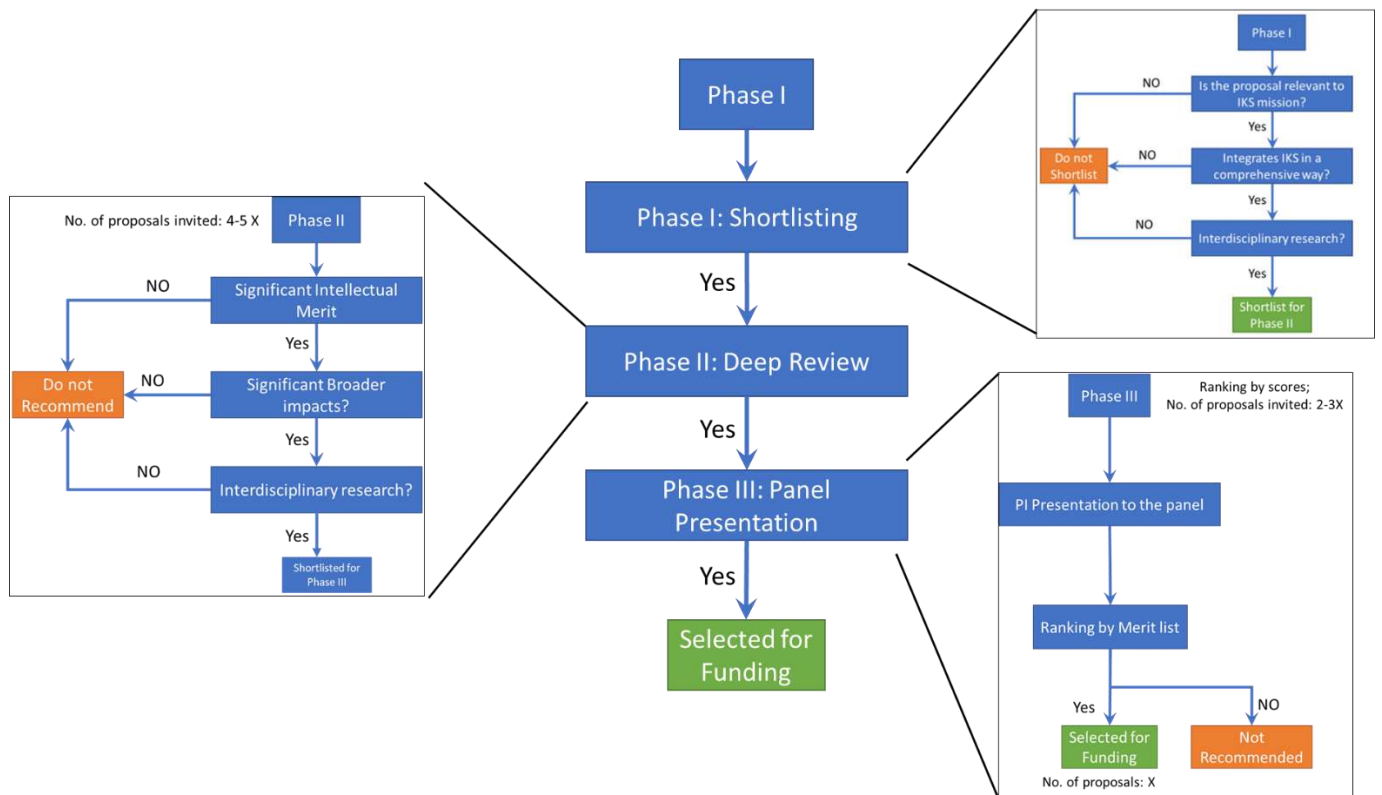 Phase I
Phase I: Shortlisting
Yes
Phase II: Deep Review
Yes
Phase III: Panel
Presentation
Yes
Selected for
Funding
No. of proposals invited: 4-5 X
Phase II
Significant Intellectual
Merit
NO
Yes
Do not
Recommend
NO
Significant Broader
impacts?
Yes
NO
Interdisciplinary research?
Yes
Shortlisted for
Phase III
Phase I
NO
Is the proposal relevant to
IKS mission?
Yes
Do not
Shortlist
NO
Integrates IKS in a
comprehensive way?
Yes
NO
Interdisciplinary research?
Yes
Shortlist for
Phase II
Phase III
Ranking by scores;
No. of proposals invited: 2-3X
PI Presentation to the panel
Ranking by Merit list
Yes
NO
Selected for
Funding
Not
Recommended
No. of proposals: X